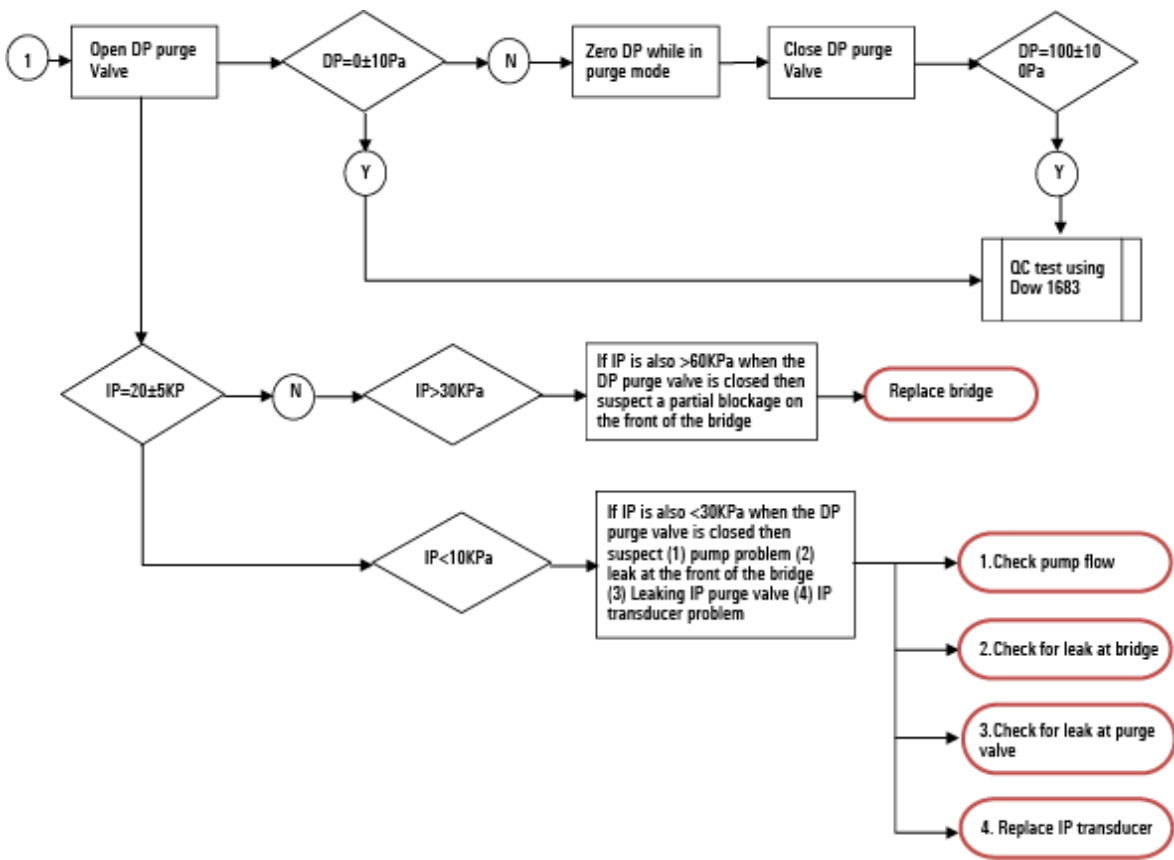 1
Open DP purge
Valve
DP=0±10Pa
N
Zero DP while in
purge mode
Close DP purge
Valve
DP=100±10
0Pa
Y
Y
QC test using
Dow 1683
IP=20±5KP
N
IP>30KPa
If IP is also >60KPa when the
DP purge valve is closed then
suspect a partial blockage on
the front of the bridge
Replace bridge
IP<10KPa
If IP is also <30KPa when the DP
purge valve is closed then
suspect (1) pump problem (2)
leak at the front of the bridge
(3) Leaking IP purge valve (4) IP
transducer problem
1.Check pump flow
2.Check for leak at bridge
3.Check for leak at purge
valve
4. Replace IP transducer